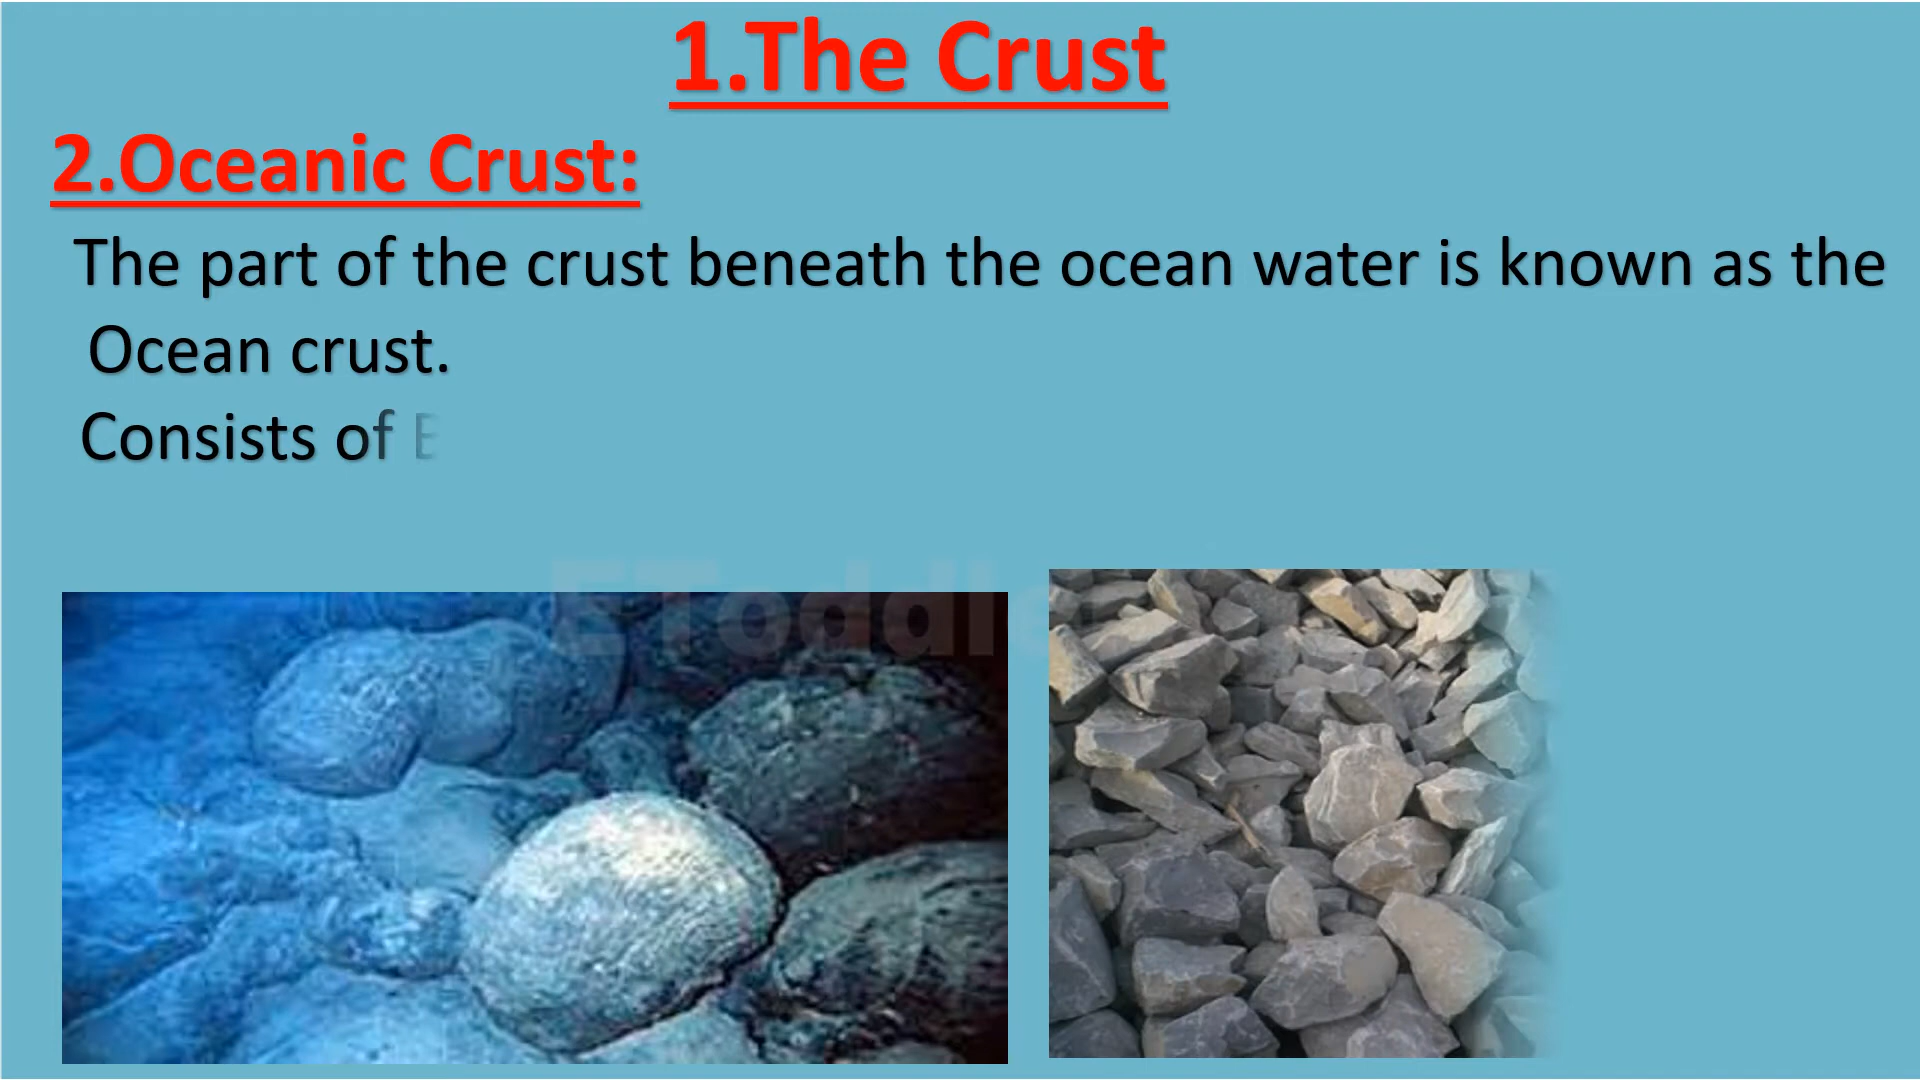 1.The Crust
2.Oceanic Crust:
The part of the crust beneath the ocean water is known as the
Ocean crust.
Consists of
EToddle